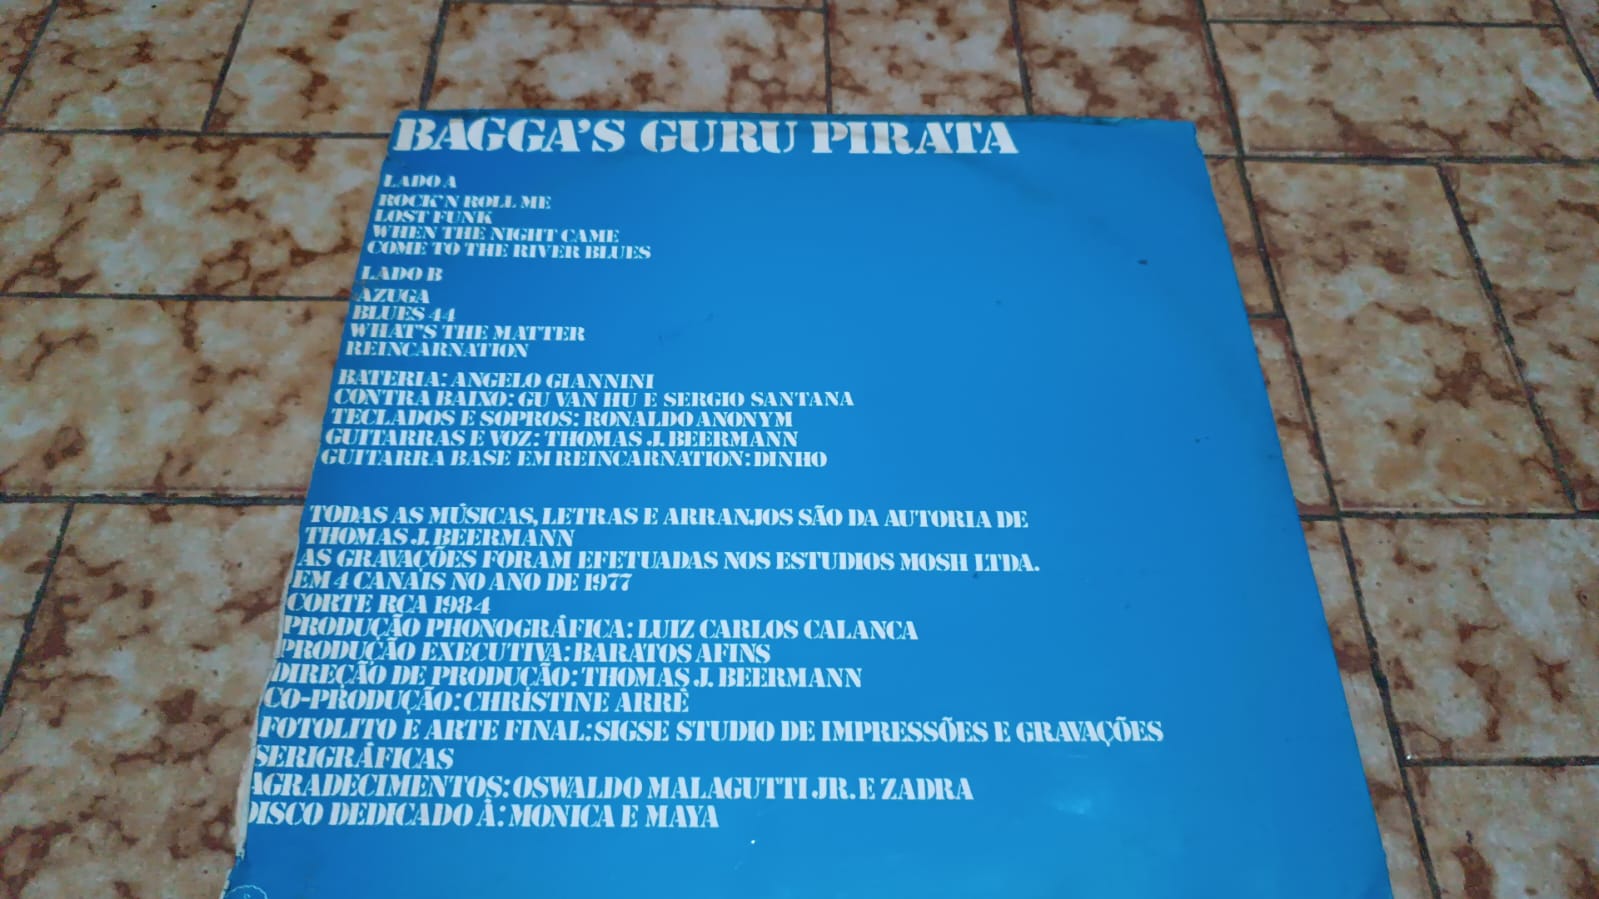 BAGGA'S GURU PIRATA
LADO A
ROCK'N ROLL ME
LOST FUNK
WHEN THE NIGHT CAME
COME TO THE RIVER BLUES
LADO B
AZUGA
BLUES 44
WHAT'S THE MATTER
REINCARNATION
BATERIA: ANGELO GIANNINI
CONTRA BAIXO: GU VAN HU E SERGIO SANTANA
TECLADOS E SOPROS: RONALDO ANONYM
GUITARRAS E VOZ: THOMAS J. BEERMANN
GUITARRA BASE EM REINCARNATION: DINHO
TODAS AS MÚSICAS, LETRAS E ARRANJOS SÃO DA AUTORIA DE
THOMAS J. BEERMANN
AS GRAVAÇÕES FORAM EFETUADAS NOS ESTUDIOS MOSH LTDA.
EM 4 CANAIS NO ANO DE 1977
CORTE RCA 1984
PRODUÇÃO PHONOGRÁFICA: LUIZ CARLOS CALANCA
PRODUÇÃO EXECUTIVA: BARATOS AFINS
DIREÇÃO DE PRODUÇÃO: THOMAS J. BEERMANN
CO-PRODUÇÃO: CHRISTINE ARRÈ
FOTOLITO E ARTE FINAL: SIGSE STUDIO DE IMPRESSÕES E GRAVAÇÕES
SERIGRÁFICAS
AGRADECIMENTOS: OSWALDO MALAGUTTI JR. E ZADRA
DISCO DEDICADO À: MONICA E MAYA